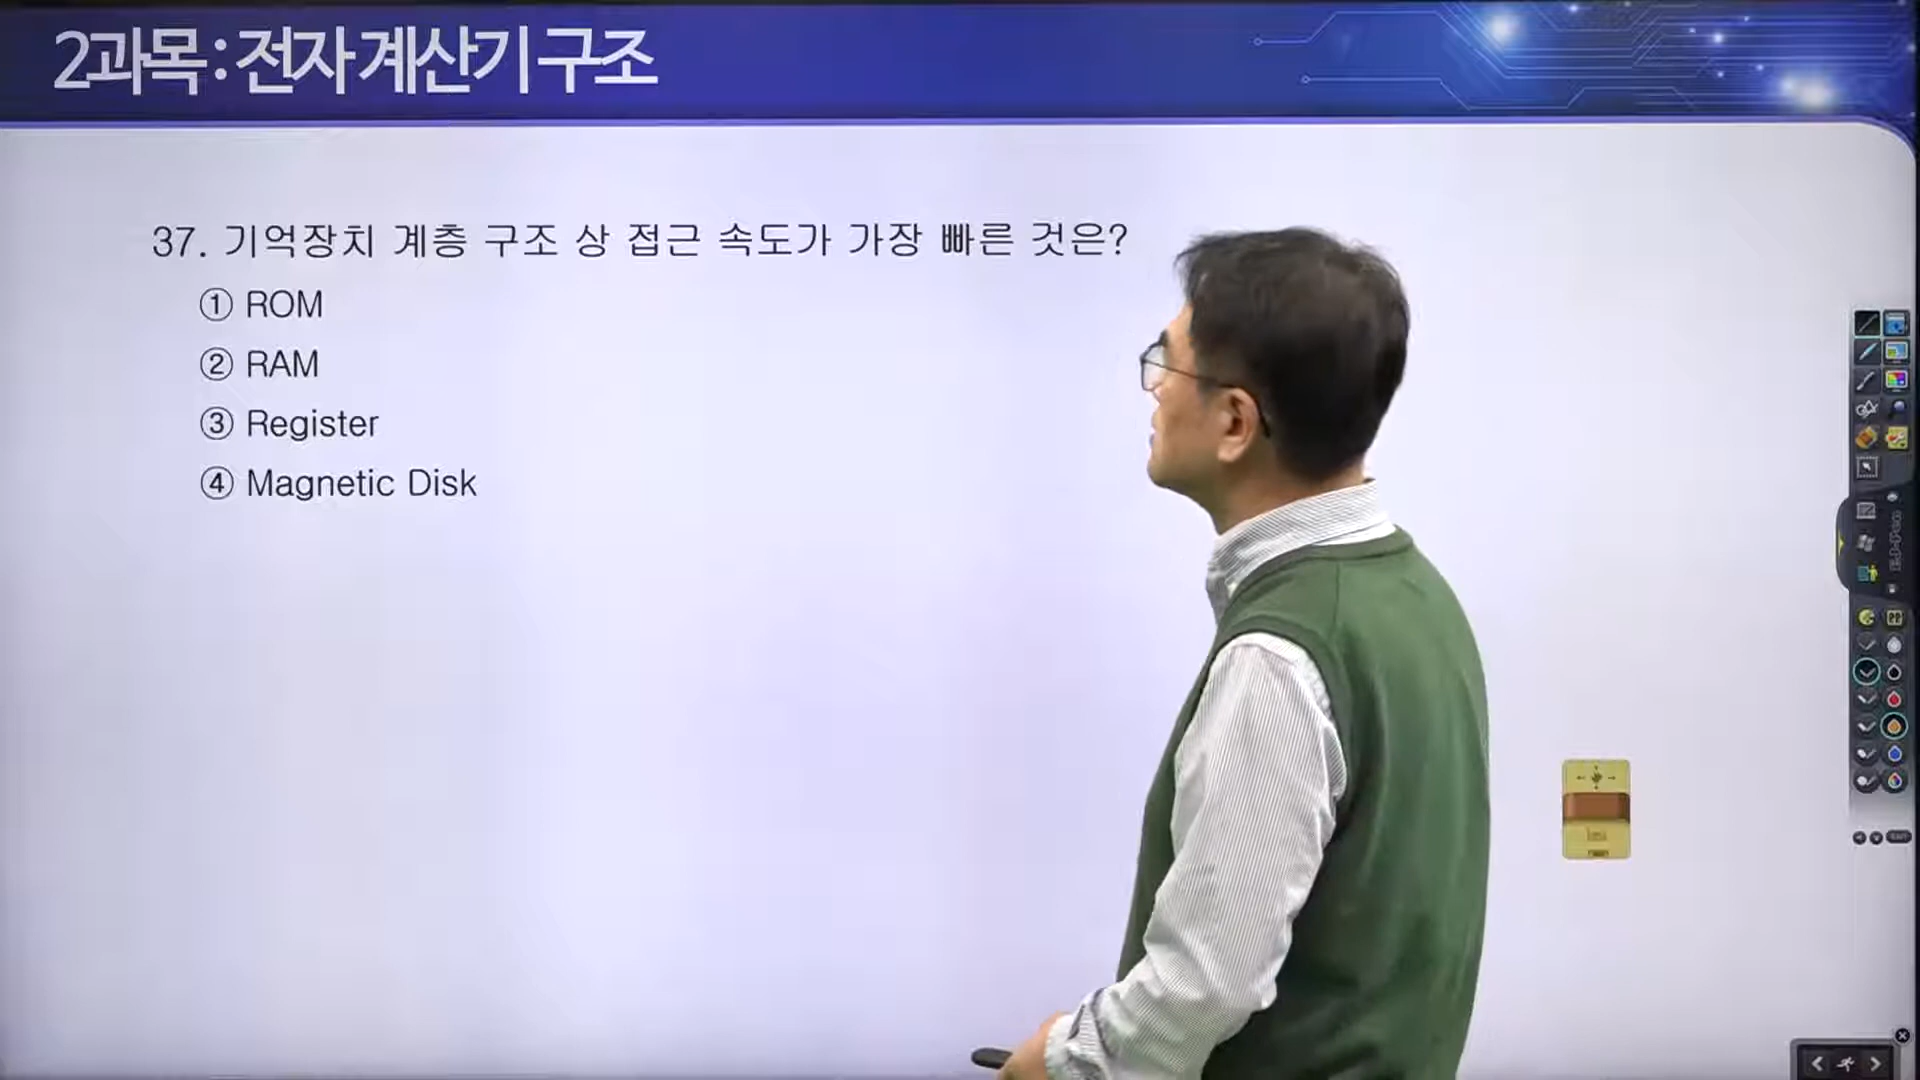 2과목 : 전자 계산기 구조
37. 기억장치 계층 구조 상 접근 속도가 가장 빠른 것은?
① ROM
② RAM
③ Register
④ Magnetic Disk